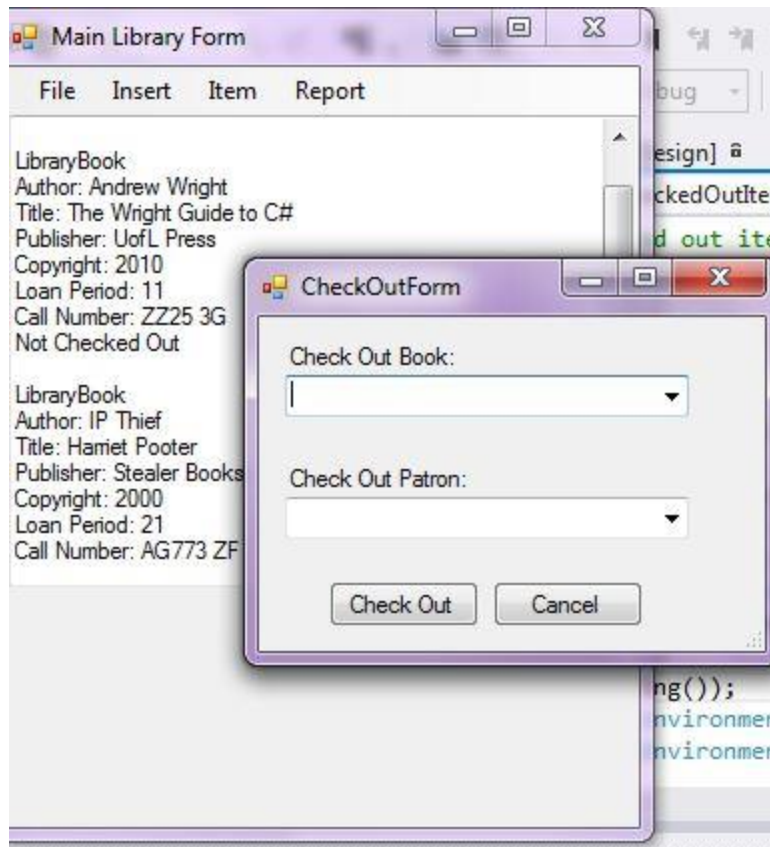 Main Library Form
File Insert Item Report
LibraryBook
Author: Andrew Wright
Title: The Wright Guide to C#
Publisher: UofL Press
Copyright: 2010
Loan Period: 11
Call Number: ZZ25 3G
Not Checked Out
LibraryBook
Author: IP Thief
Title: Harriet Pooter
Publisher: Stealer Books
Copyright: 2000
Loan Period: 21
Call Number: AG773 ZF
CheckOutForm
Check Out Book:
Check Out Patron:
Check Out Cancel
bug
esign]
ckedOutIte
d out ite
ng());
nvironmer
nvironmer